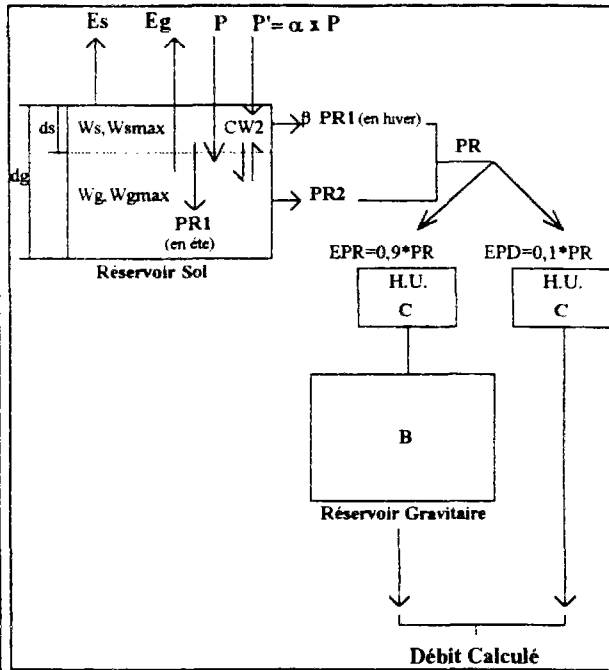 Es Eg P P'= α x P
ds Ws, Wsmax CW2 β PR1 (en hiver)
PR
dg Wg, Wgmax
PR1 PR2
(en éte)
Réservoir Sol
EPR=0,9*PR EPD=0,1*PR
H.U. H.U.
C C
B
Réservoir Gravitaire
Débit Calculé